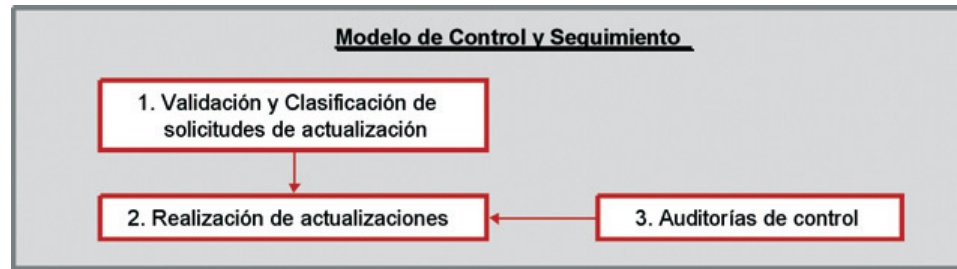 Modelo de Control y Seguimiento
1. Validación y Clasificación de
solicitudes de actualización
2. Realización de actualizaciones
3. Auditorías de control